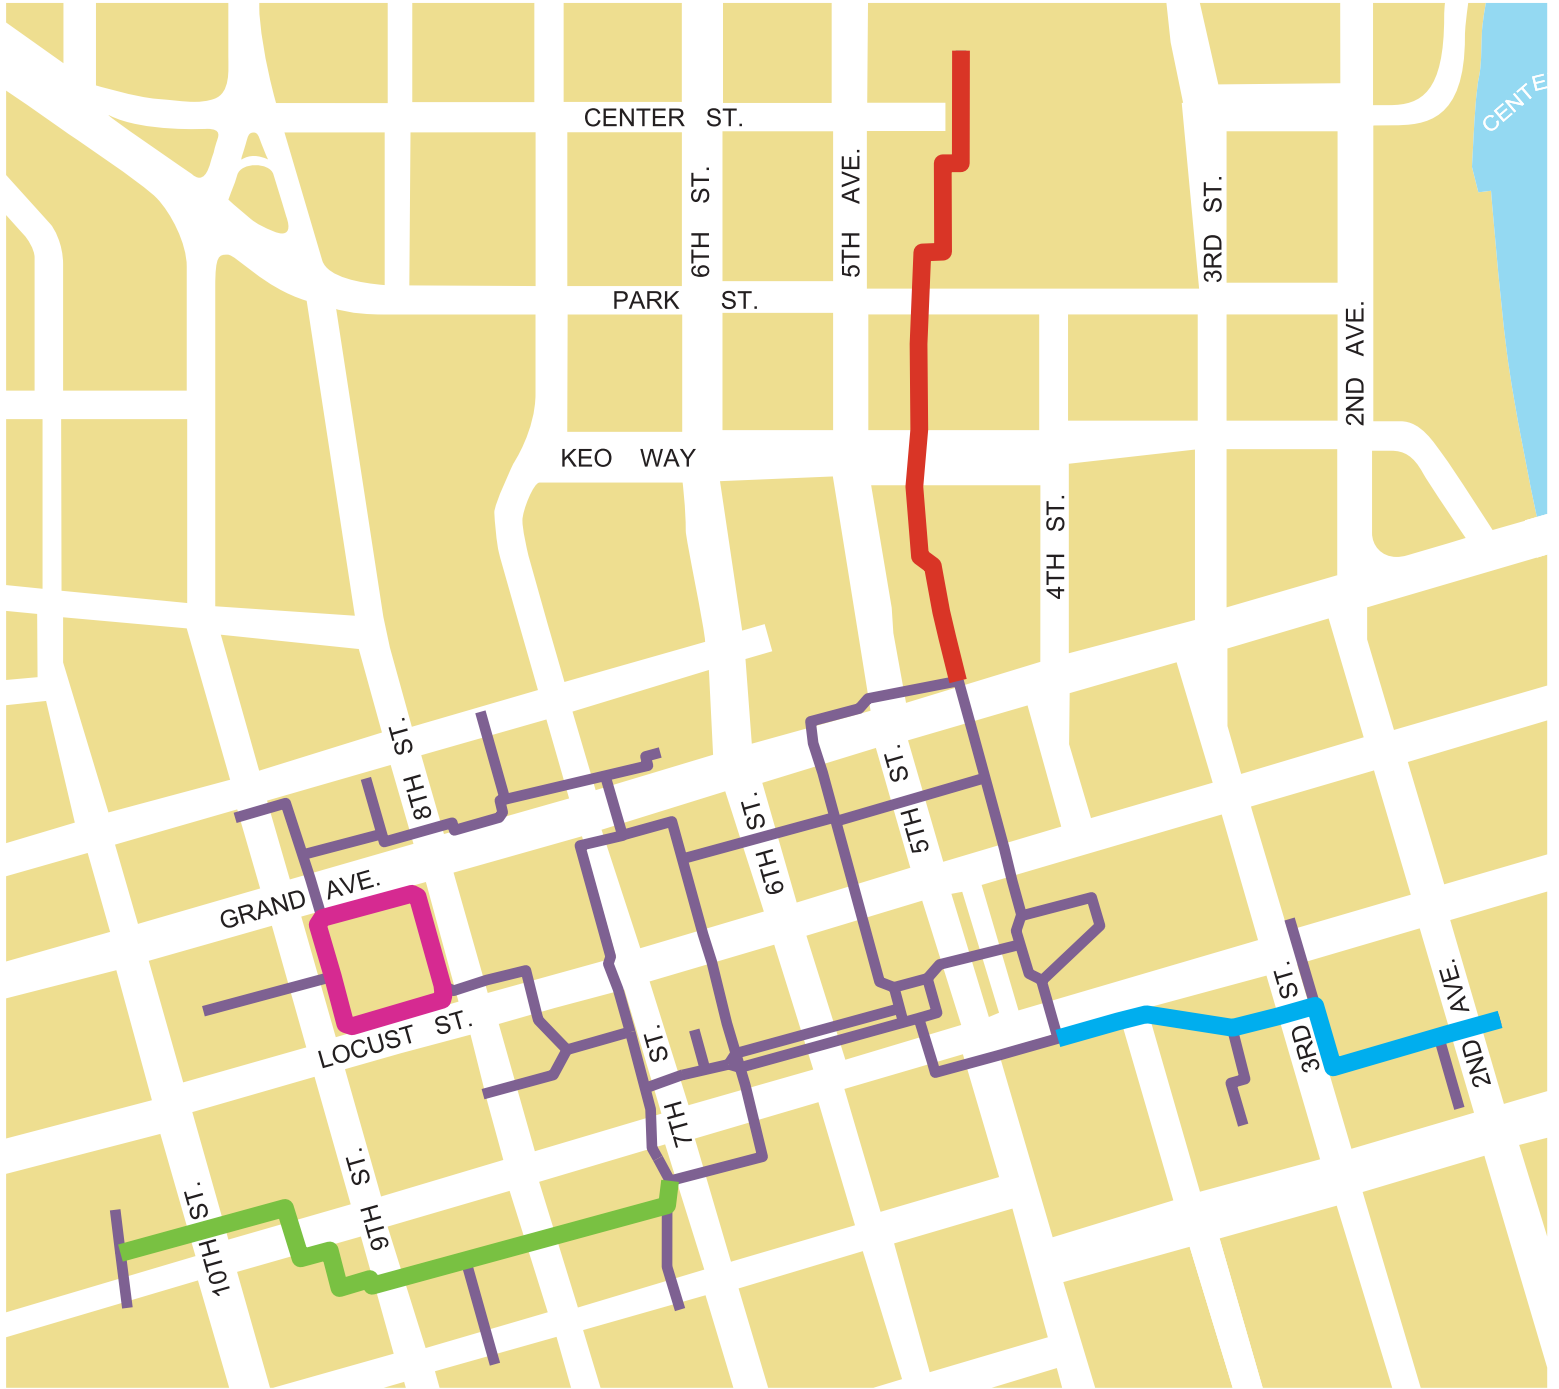 CENTE
CENTER ST.
6TH ST.
5TH AVE.
3RD ST.
PARK ST.
2ND AVE.
KEO WAY
4TH ST.
8TH ST.
5TH ST.
6TH ST.
GRAND AVE.
LOCUST ST.
3RD ST.
2ND AVE.
7TH ST.
9TH ST.
10TH ST.